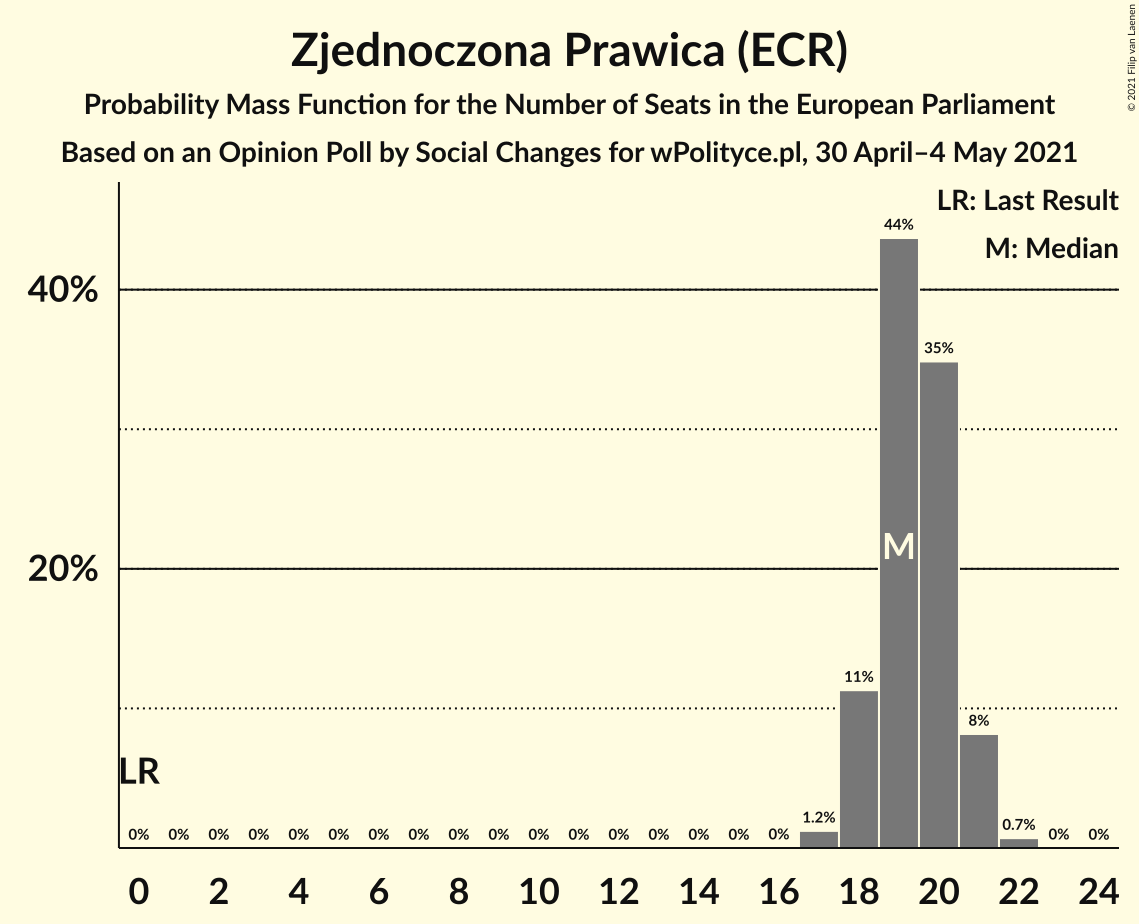 Zjednoczona Prawica (ECR)
Probability Mass Function for the Number of Seats in the European Parliament
Based on an Opinion Poll by Social Changes for wPolityce.pl, 30 April–4 May 2021
© 2021 Filip van Laenen
LR: Last Result
M: Median
44%
40%
35%
20%
M
11%
8%
LR
0% 0% 0% 0% 0% 0% 0% 0% 0% 0% 0% 0% 0% 0% 0% 0% 0% 1.2% 0.7% 0% 0%
0 2 4 6 8 10 12 14 16 18 20 22 24